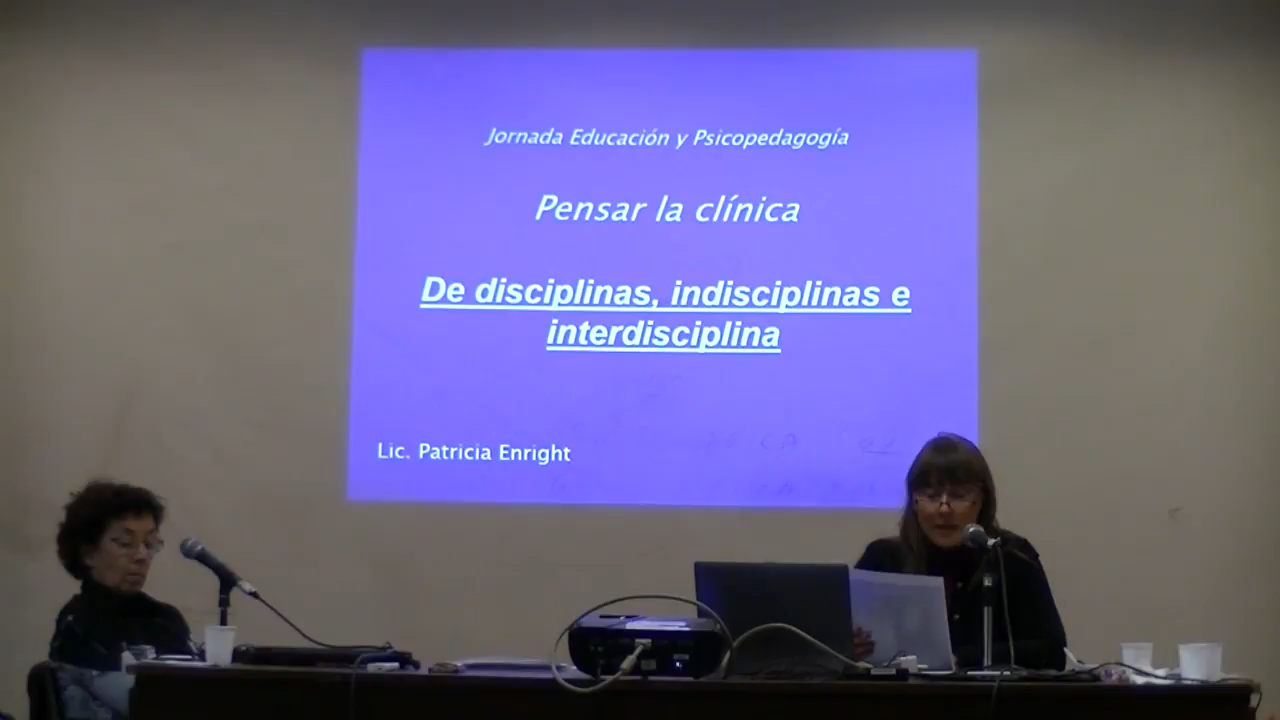 Jornada Educación y Psicopedagogía
Pensar la clínica
De disciplinas, indisciplinas e
interdisciplina
Lic. Patricia Enright